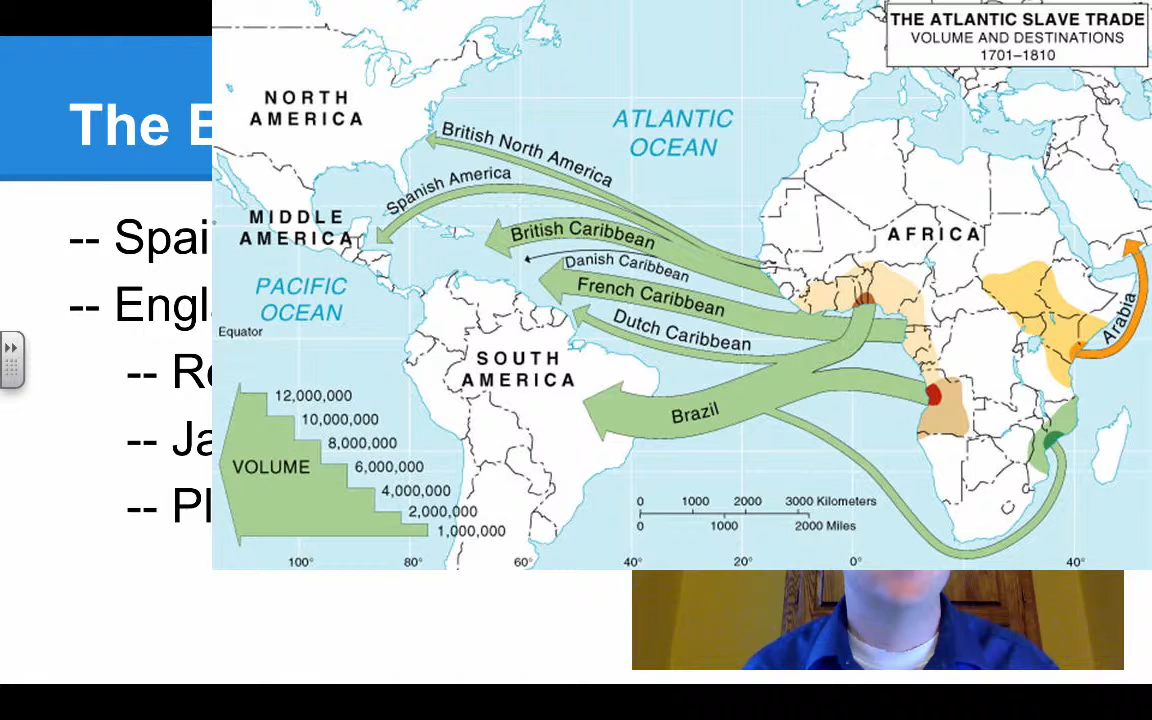 THE ATLANTIC SLAVE TRADE
VOLUME AND DESTINATIONS
1701–1810
The E
-- Spai
-- Engl
-- Re
-- Ja
-- Pl
NORTH
AMERICA
ATLANTIC
OCEAN
British North America
Spanish America
MIDDLE
AMERICA
British Caribbean
AFRICA
Danish Caribbean
PACIFIC
OCEAN
French Caribbean
Arabia
Equator
Dutch Caribbean
SOUTH
AMERICA
Brazil
VOLUME
12,000,000
10,000,000
8,000,000
6,000,000
4,000,000
2,000,000
1,000,000
0 1000 2000 3000 Kilometers
0 1000 2000 Miles
100° 80° 60° 40° 20° 0° 40°